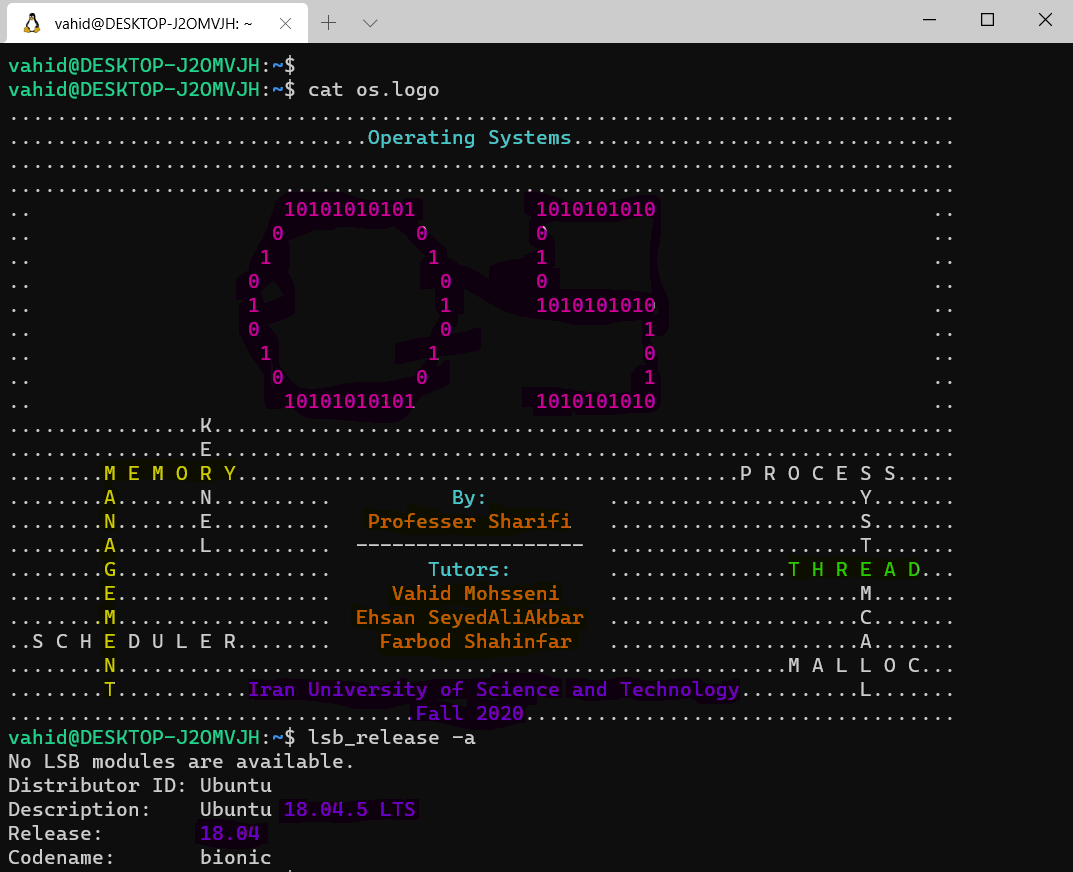 vahid@DESKTOP-J2OMVJH: ~
vahid@DESKTOP-J2OMVJH:~$
vahid@DESKTOP-J2OMVJH:~$ cat os.logo
...............................................................................
..............................Operating Systems................................
...............................................................................
...............................................................................
..                     10101010101          1010101010                       ..
..                    0           0         0                                ..
..                   1             1        1                                ..
..                  0               0       0                                ..
..                  1               1       1010101010                       ..
..                  0               0                1                       ..
..                   1             1                 0                       ..
..                    0           0                  1                       ..
..                     10101010101          1010101010                       ..
................K..............................................................
................E..............................................................
........M E M O R Y..........................................P R O C E S S.....
........A.......N..........          By:          .....................Y.......
........N.......E..........   Professer Sharifi   .....................S.......
........A.......L..........  -------------------  .....................T.......
........G..................        Tutors:        ...............T H R E A D...
........E..................     Vahid Mohsseni    .....................M.......
........M..................  Ehsan SeyedAliAkbar  .....................C.......
..S C H E D U L E R........    Farbod Shahinfar   .....................A.......
........N........................................................M A L L O C...
........T...........Iran University of Science and Technology..........L.......
..................................Fall 2020....................................
vahid@DESKTOP-J2OMVJH:~$ lsb_release -a
No LSB modules are available.
Distributor ID: Ubuntu
Description:    Ubuntu 18.04.5 LTS
Release:        18.04
Codename:       bionic